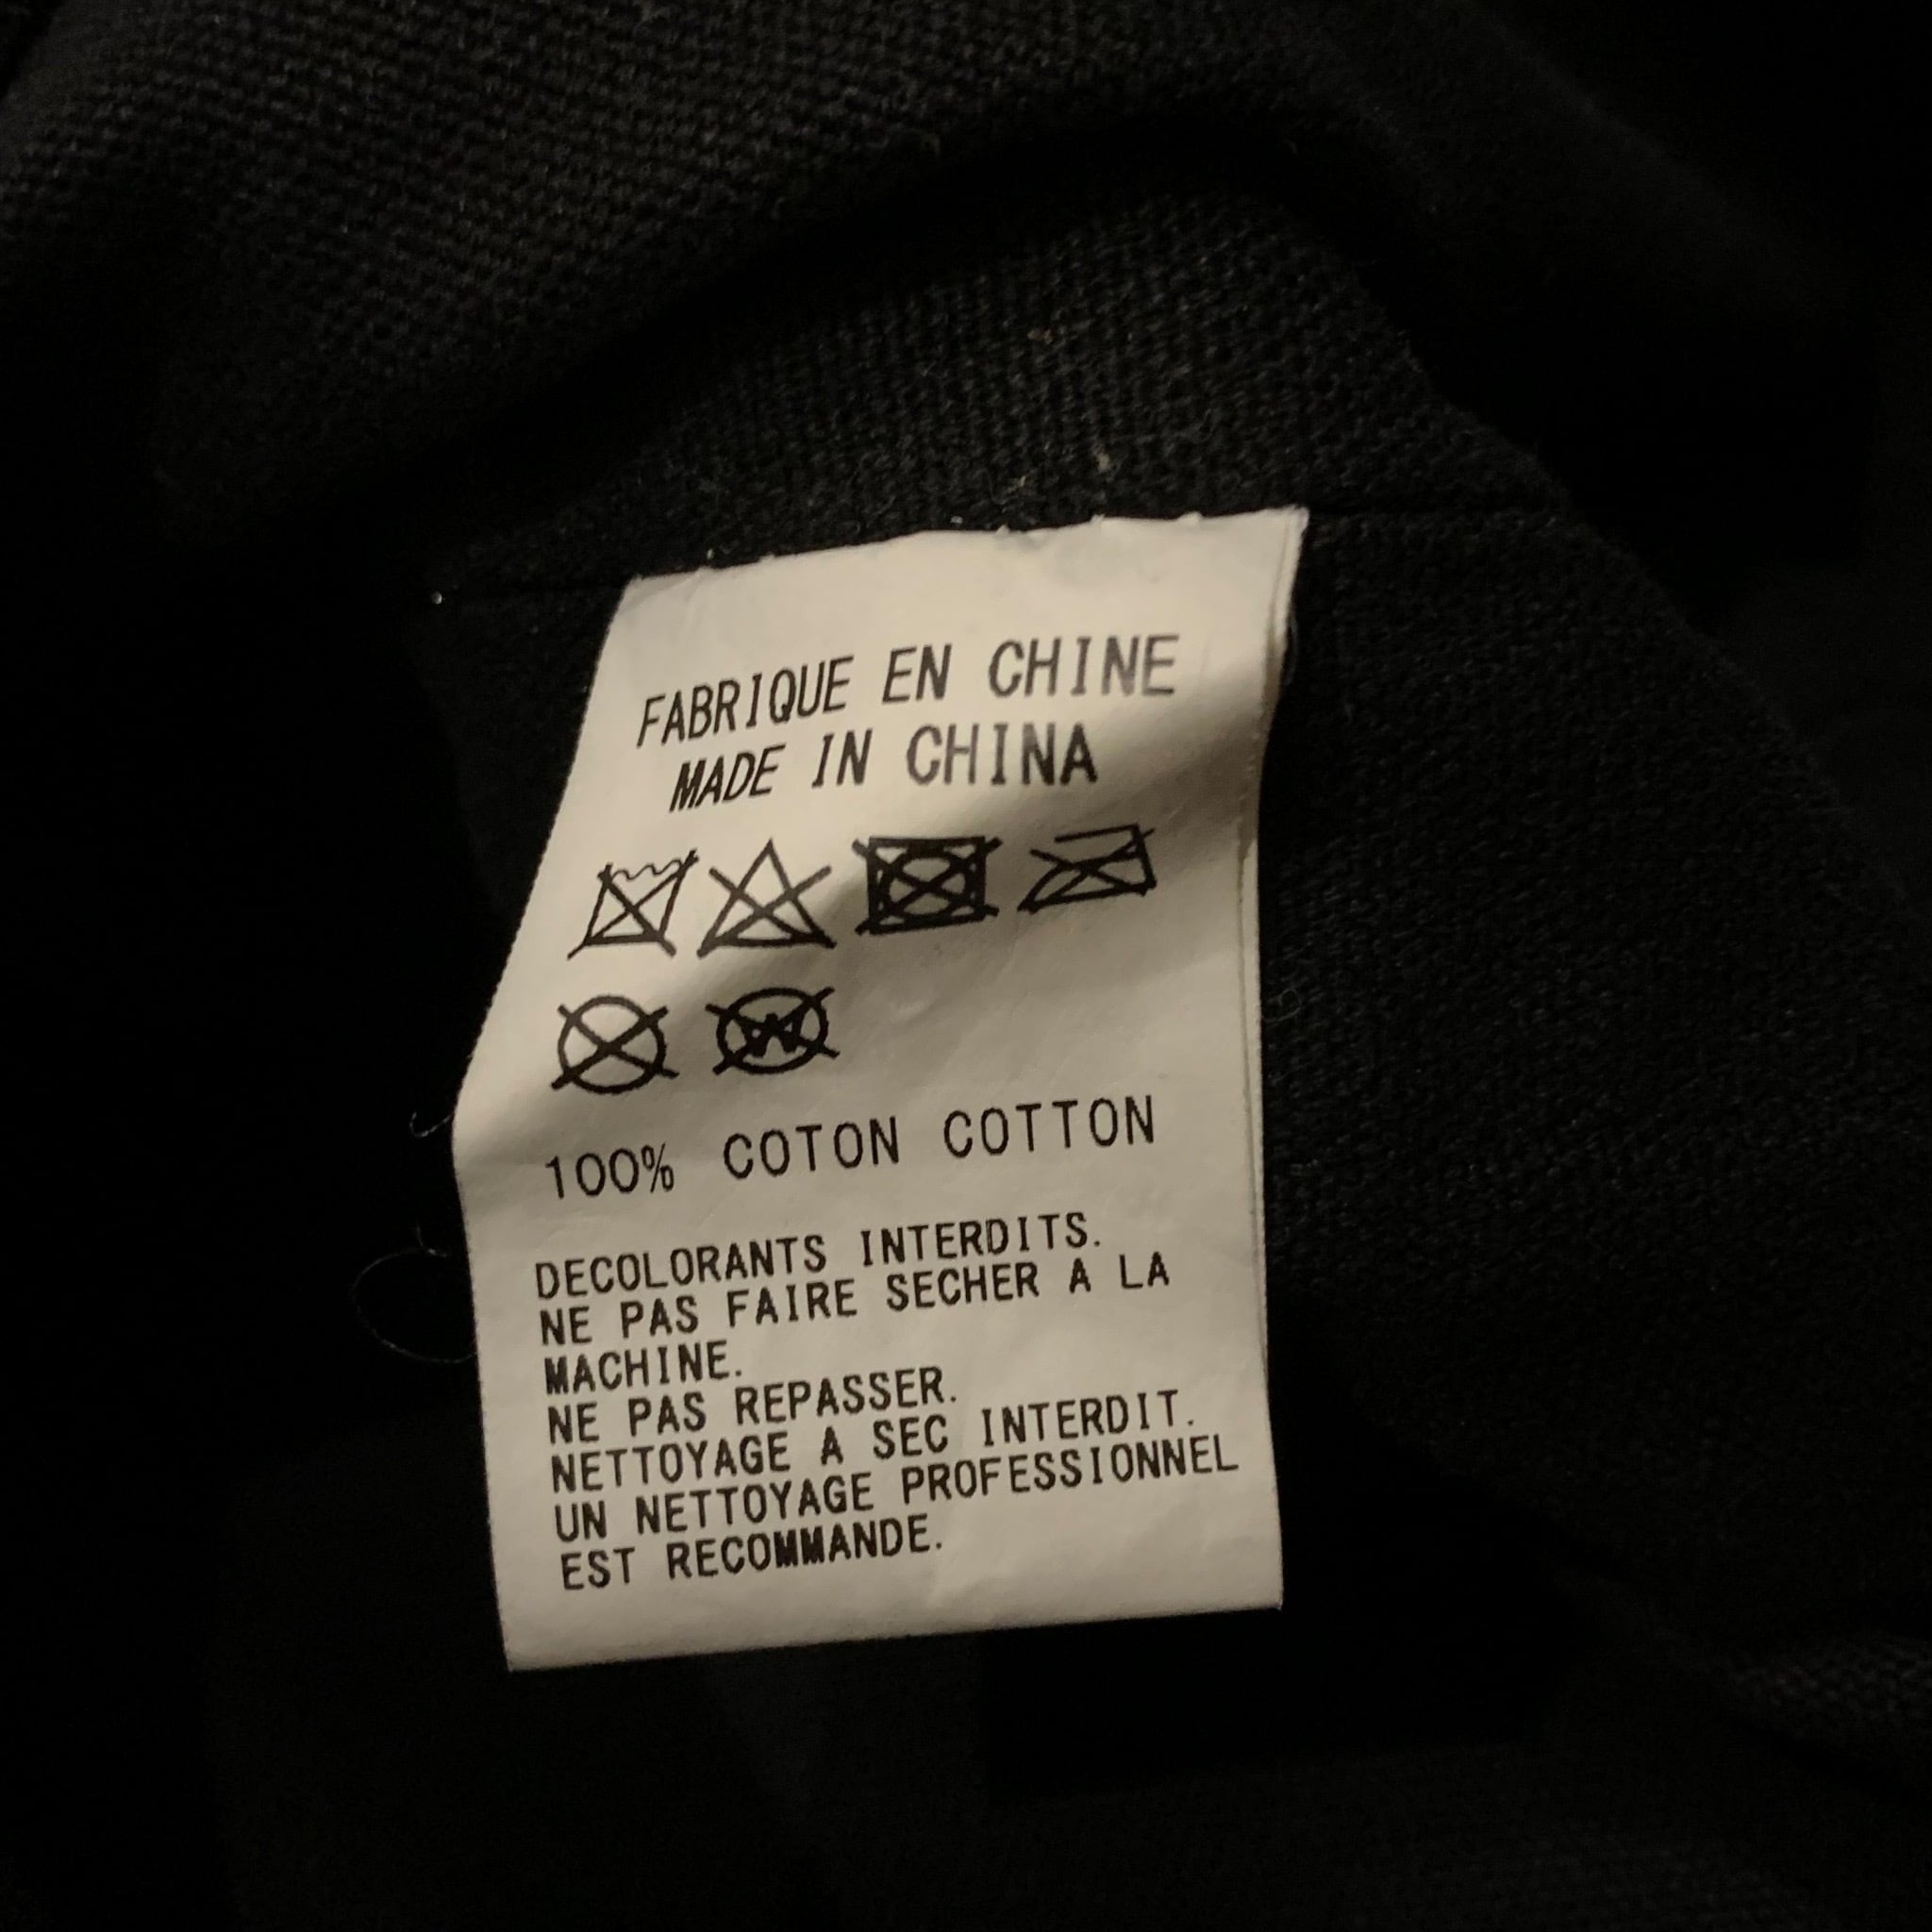 FABRIQUE EN CHINE
MADE IN CHINA
W
100% COTON COTTON
DECOLORANTS INTERDITS.
NE PAS FAIRE SECHER A LA
MACHINE.
NE PAS REPASSER.
NETTOYAGE A SEC INTERDIT.
UN NETTOYAGE PROFESSIONNEL
EST RECOMMANDE.